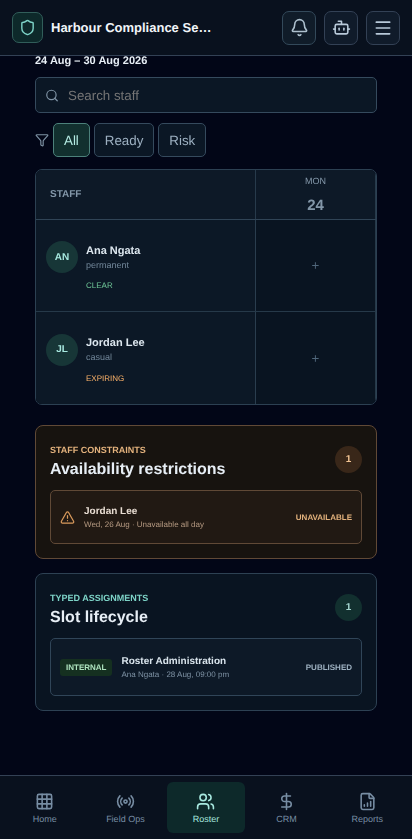 Harbour Compliance Se…
24 Aug – 30 Aug 2026
Search staff
All Ready Risk
STAFF MON
24
AN Ana Ngata
permanent
CLEAR
+
JL Jordan Lee
casual
EXPIRING
+
STAFF CONSTRAINTS
Availability restrictions
1
Jordan Lee
Wed, 26 Aug · Unavailable all day
UNAVAILABLE
TYPED ASSIGNMENTS
Slot lifecycle
1
INTERNAL
Roster Administration
Ana Ngata · 28 Aug, 09:00 pm
PUBLISHED
Home Field Ops Roster CRM Reports